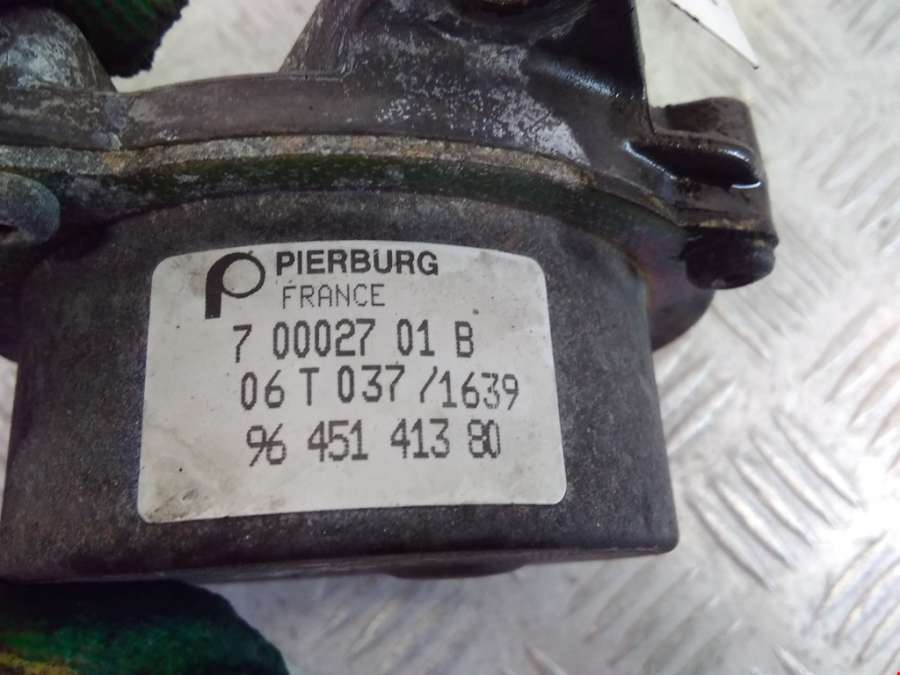 PIERBURG
FRANCE
7 00027 01 B
06 T 037 /1639
96 451 413 80